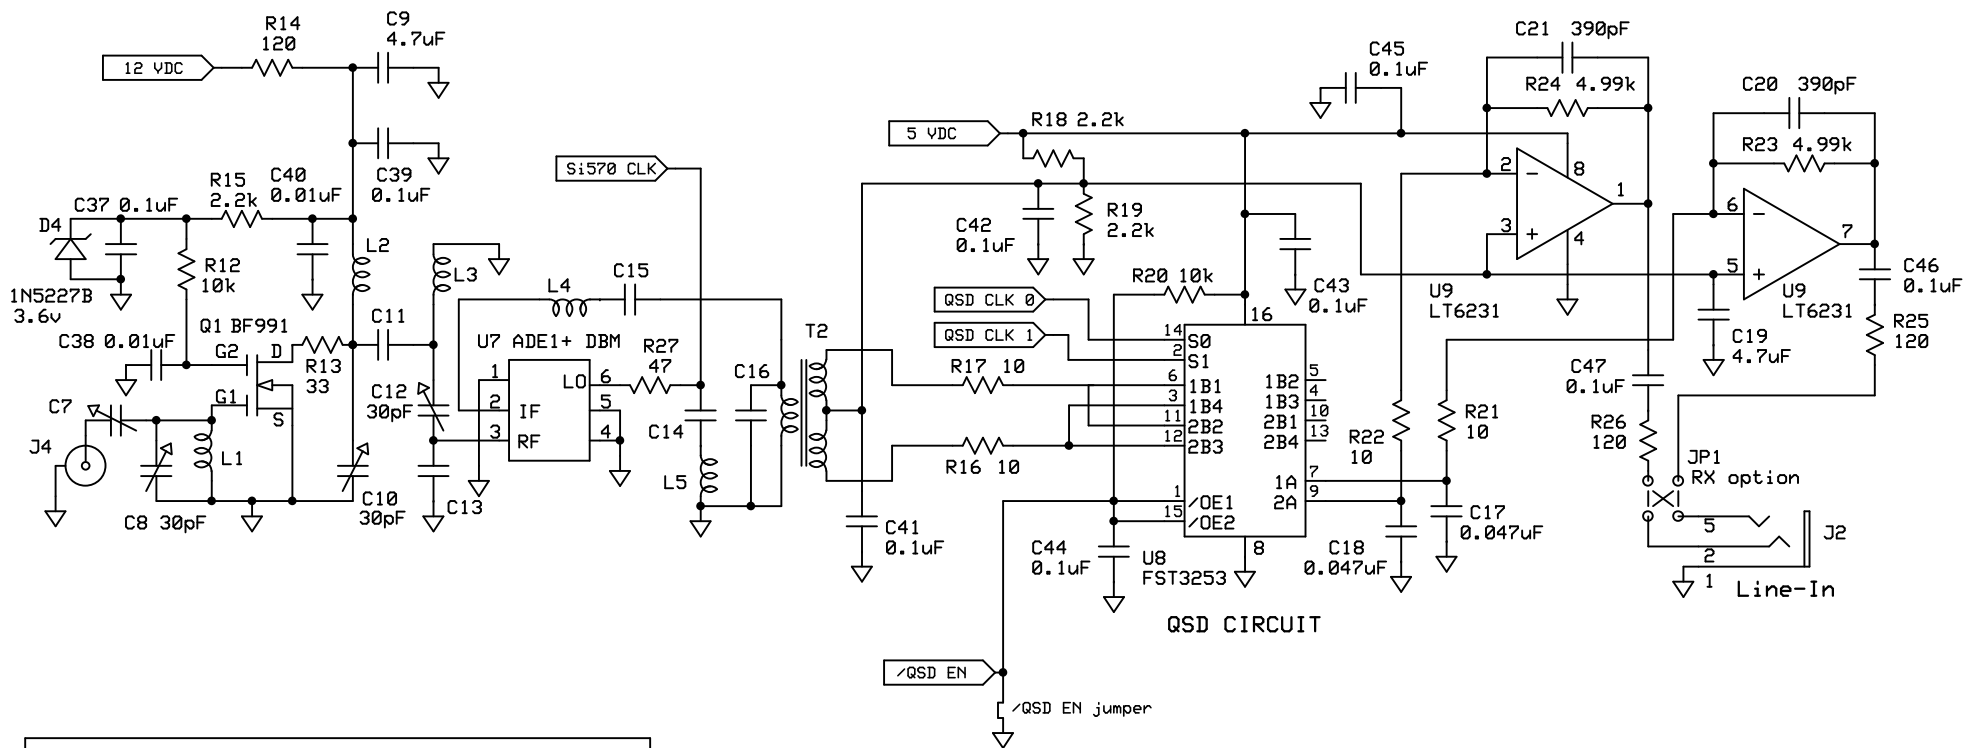 R14
120
C9
4.7uF
12 VDC
C39
0.1uF
R15
2.2k
C40
0.01uF
C37 0.1uF
D4
1N5227B
3.6v
R12
10k
L2
L3
C38 0.01uF
Q1 BF991
G2
D
G1
S
R13
33
C11
C12
30pF
C7
J4
L1
C8 30pF
C10
30pF
C13
Si570 CLK
L4
C15
U7 ADE1+ DBM
1
2
3
IF
RF
LO
6
5
4
R27
47
C14
L5
C16
T2
5 VDC
R18 2.2k
C42
0.1uF
R19
2.2k
C45
0.1uF
R20 10k
C43
0.1uF
QSD CLK 0
QSD CLK 1
R17 10
R16 10
C41
0.1uF
16
14
S0
2
S1
6
1B1
3
1B4
11
2B2
12
2B3
1
/OE1
15
/OE2
1B2
5
1B3
4
2B1
10
2B4
13
1A
7
2A
9
8
C44
0.1uF
U8
FST3253
QSD CIRCUIT
/QSD EN
/QSD EN jumper
C21 390pF
R24 4.99k
2
3
8
4
1
U9
LT6231
C20 390pF
R23 4.99k
6
5
7
U9
LT6231
C19
4.7uF
C46
0.1uF
R25
120
C47
0.1uF
R26
120
R22
10
R21
10
C17
0.047uF
C18
0.047uF
JP1
RX option
5
2
1
J2
Line-In